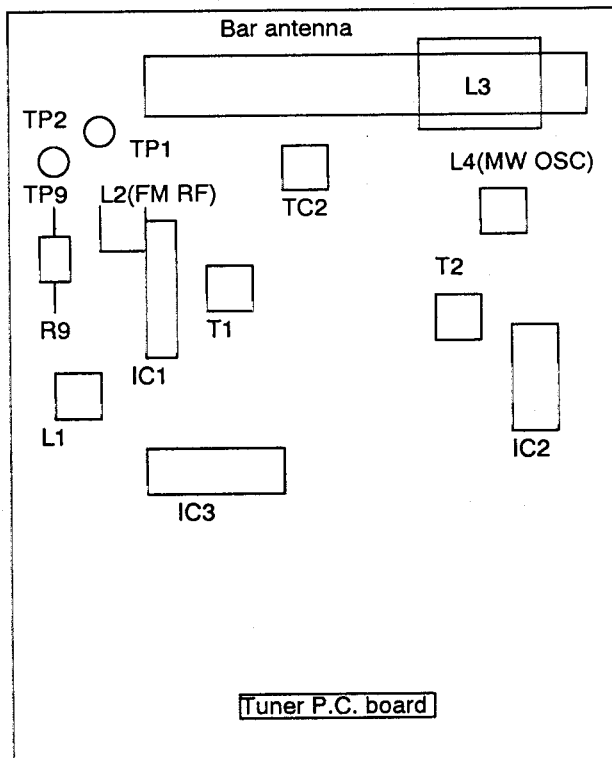 Bar antenna
L3
TP2
TP1
L4(MW OSC)
TP9
L2(FM RF)
TC2
T2
R9
T1
IC1
L1
IC2
IC3
Tuner P.C. board